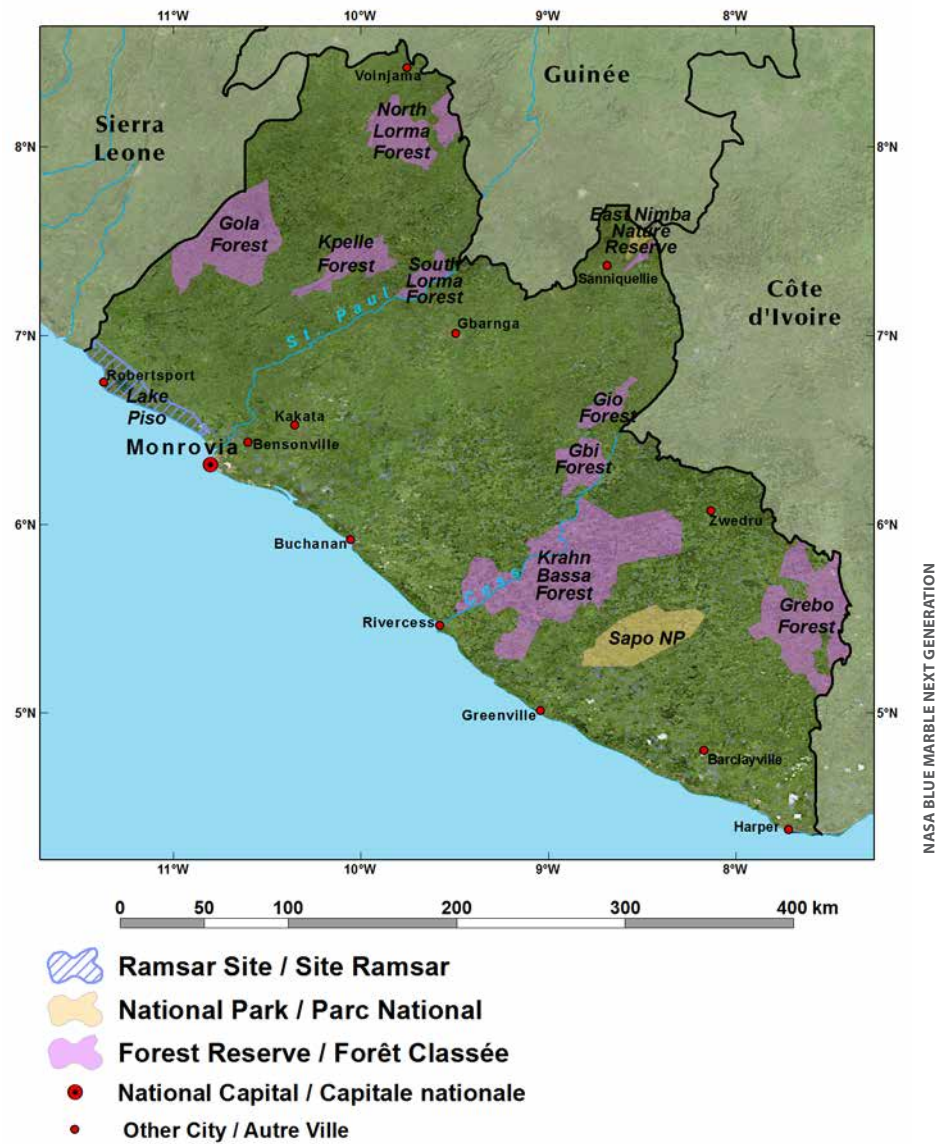 11°W 10°W 9°W 8°W
Voinjama
Guinée
Sierra
Leone
North
Lorma
Forest
8°N 8°N
Gola
Forest
Kpelle
Forest
South
Lorma
Forest
East Nimba
Nature
Reserve
Sanniquellie
Côte
d'Ivoire
St. Paul
7°N 7°N
Gbarnga
Robertsport
Lake
Piso
Kakata
Bensonville
Monrovia
Gio
Forest
Gbi
Forest
6°N 6°N
Zwedru
Buchanan
Krahn
Bassa
Forest
Cess
Rivercess
Sapo NP
Grebo
Forest
5°N 5°N
Greenville
Barclayville
Harper
11°W 10°W 9°W 8°W
0 50 100 200 300 400 km
Ramsar Site / Site Ramsar
National Park / Parc National
Forest Reserve / Forêt Classée
National Capital / Capitale nationale
Other City / Autre Ville
NASA BLUE MARBLE NEXT GENERATION